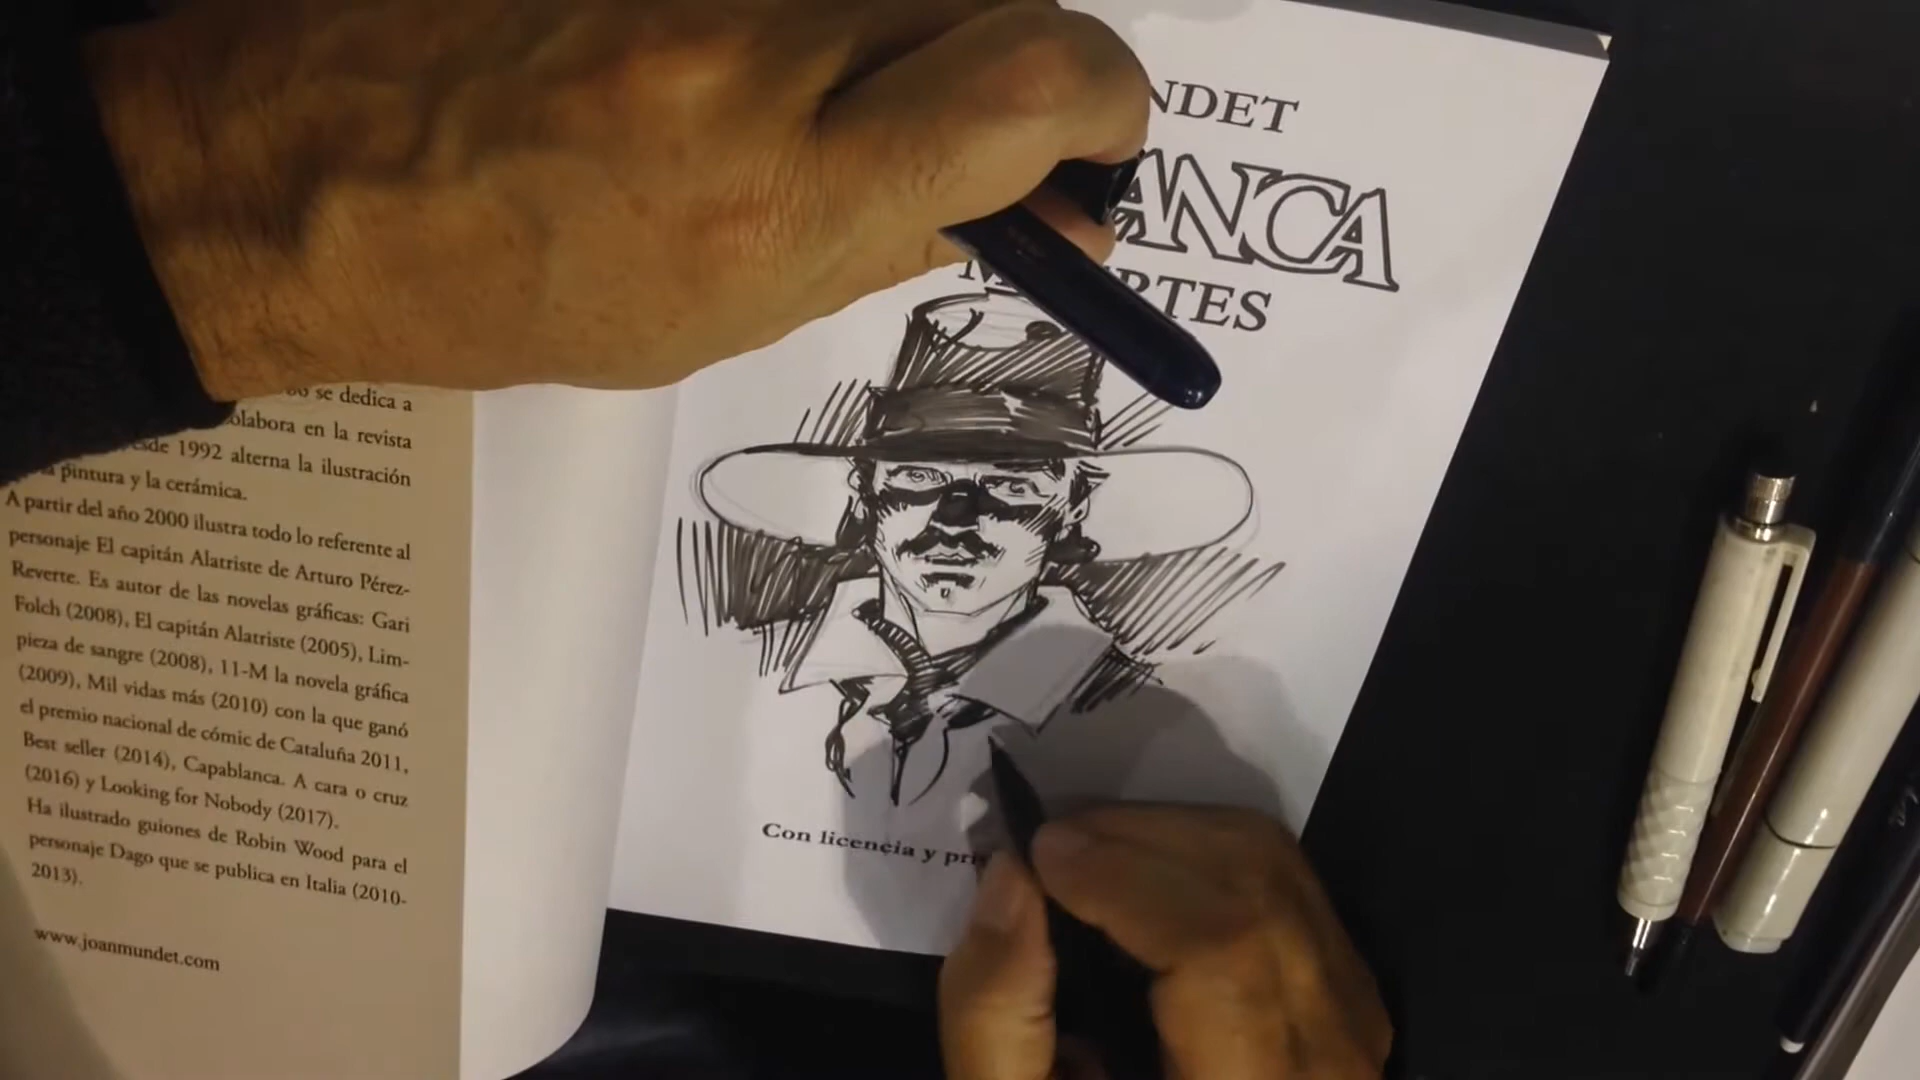 se dedica a
olabora en la revista
1992 alterna la ilustración
pintura y la cerámica.
A partir del año 2000 ilustra todo lo referente al
personaje El capitán Alatriste de Arturo Pérez-
Reverte. Es autor de las novelas gráficas: Gari
Folch (2008), El capitán Alatriste (2005), Lim-
pieza de sangre (2008), 11-M la novela gráfica
(2009), Mil vidas más (2010) con la que ganó
el premio nacional de cómic de Cataluña 2011,
Best seller (2014), Capablanca. A cara o cruz
(2016) y Looking for Nobody (2017).
Ha ilustrado guiones de Robin Wood para el
personaje Dago que se publica en Italia (2010-
2013).
www.joanmundet.com
NDET
ANCA
RTES
Con licencia y pri